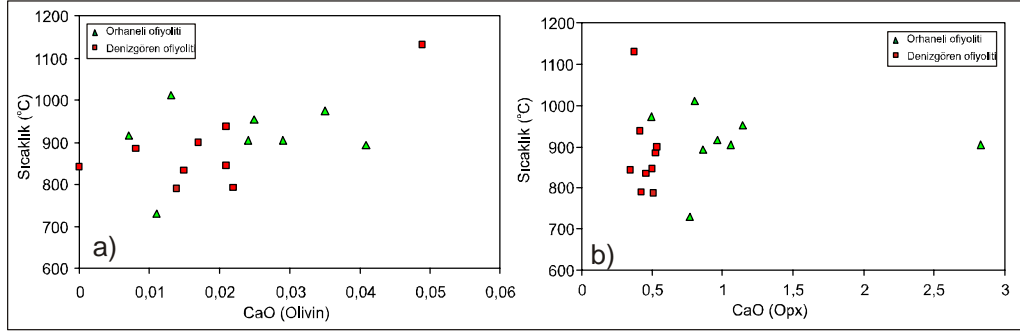 1200
1100
1000
900
800
700
600
Sıcaklık (°C)
Orhaneli ofiyoliti
Denizgören ofiyoliti
a)
0
0,01
0,02
0,03
0,04
0,05
0,06
CaO (Olivin)
1200
1100
1000
900
800
700
600
Sıcaklık (°C)
Orhaneli ofiyoliti
Denizgören ofiyoliti
b)
0
0,5
1
1,5
2
2,5
3
CaO (Opx)